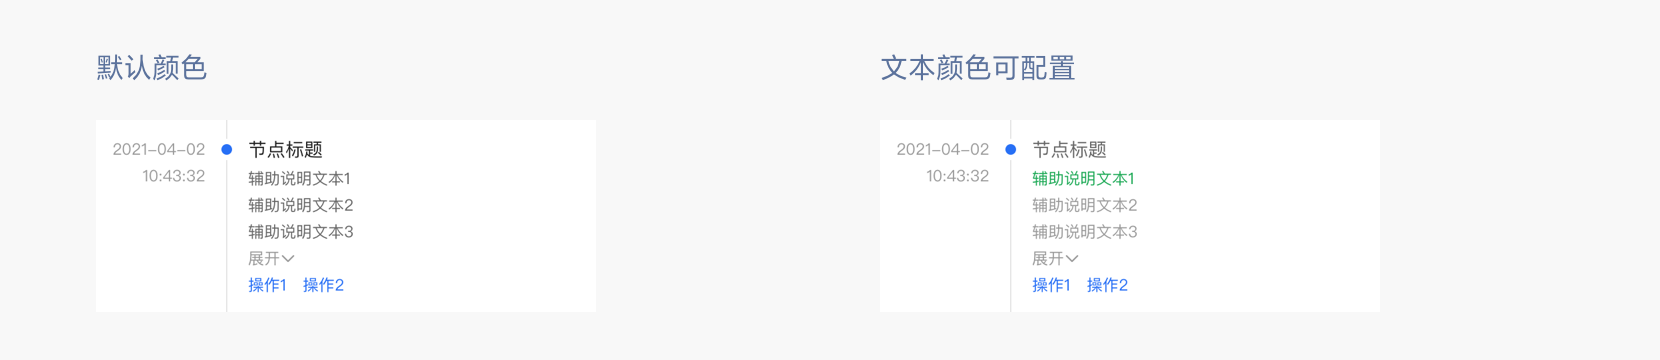 默认颜色
2021-04-02
10:43:32
节点标题
辅助说明文本1
辅助说明文本2
辅助说明文本3
展开
操作1 操作2
文本颜色可配置
2021-04-02
10:43:32
节点标题
辅助说明文本1
辅助说明文本2
辅助说明文本3
展开
操作1 操作2